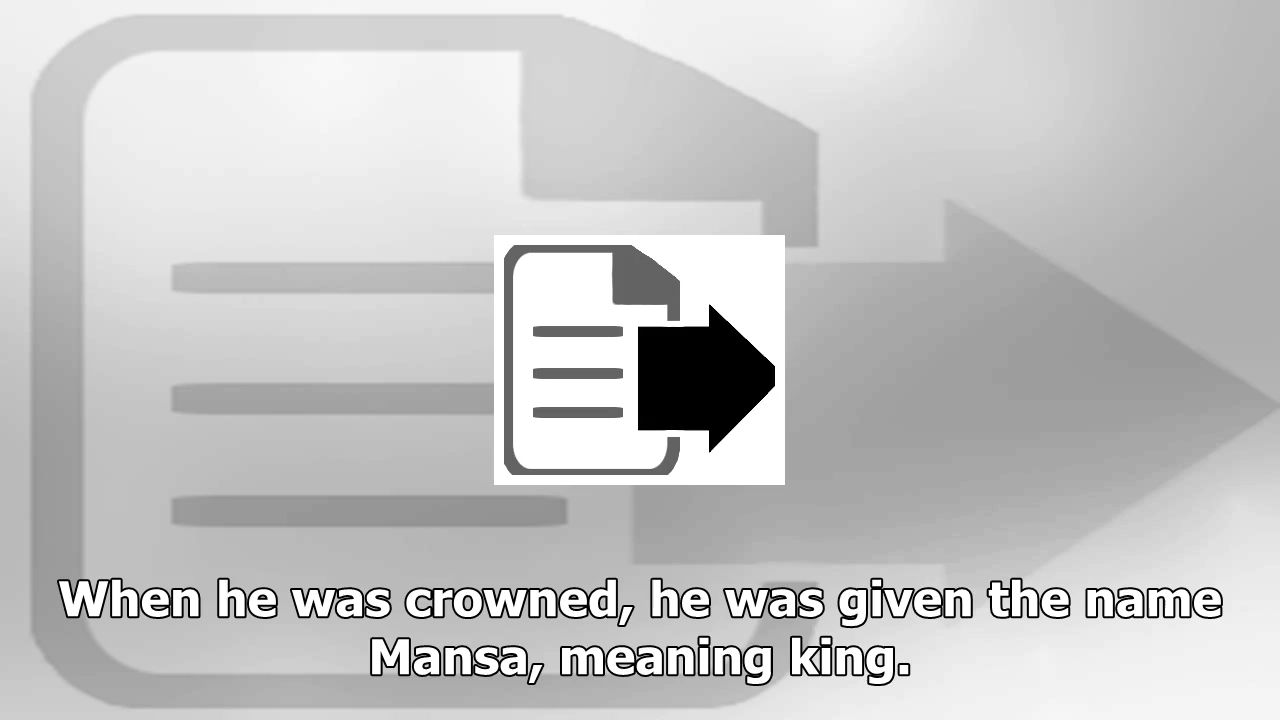 When he was crowned, he was given the name
Mansa, meaning king.